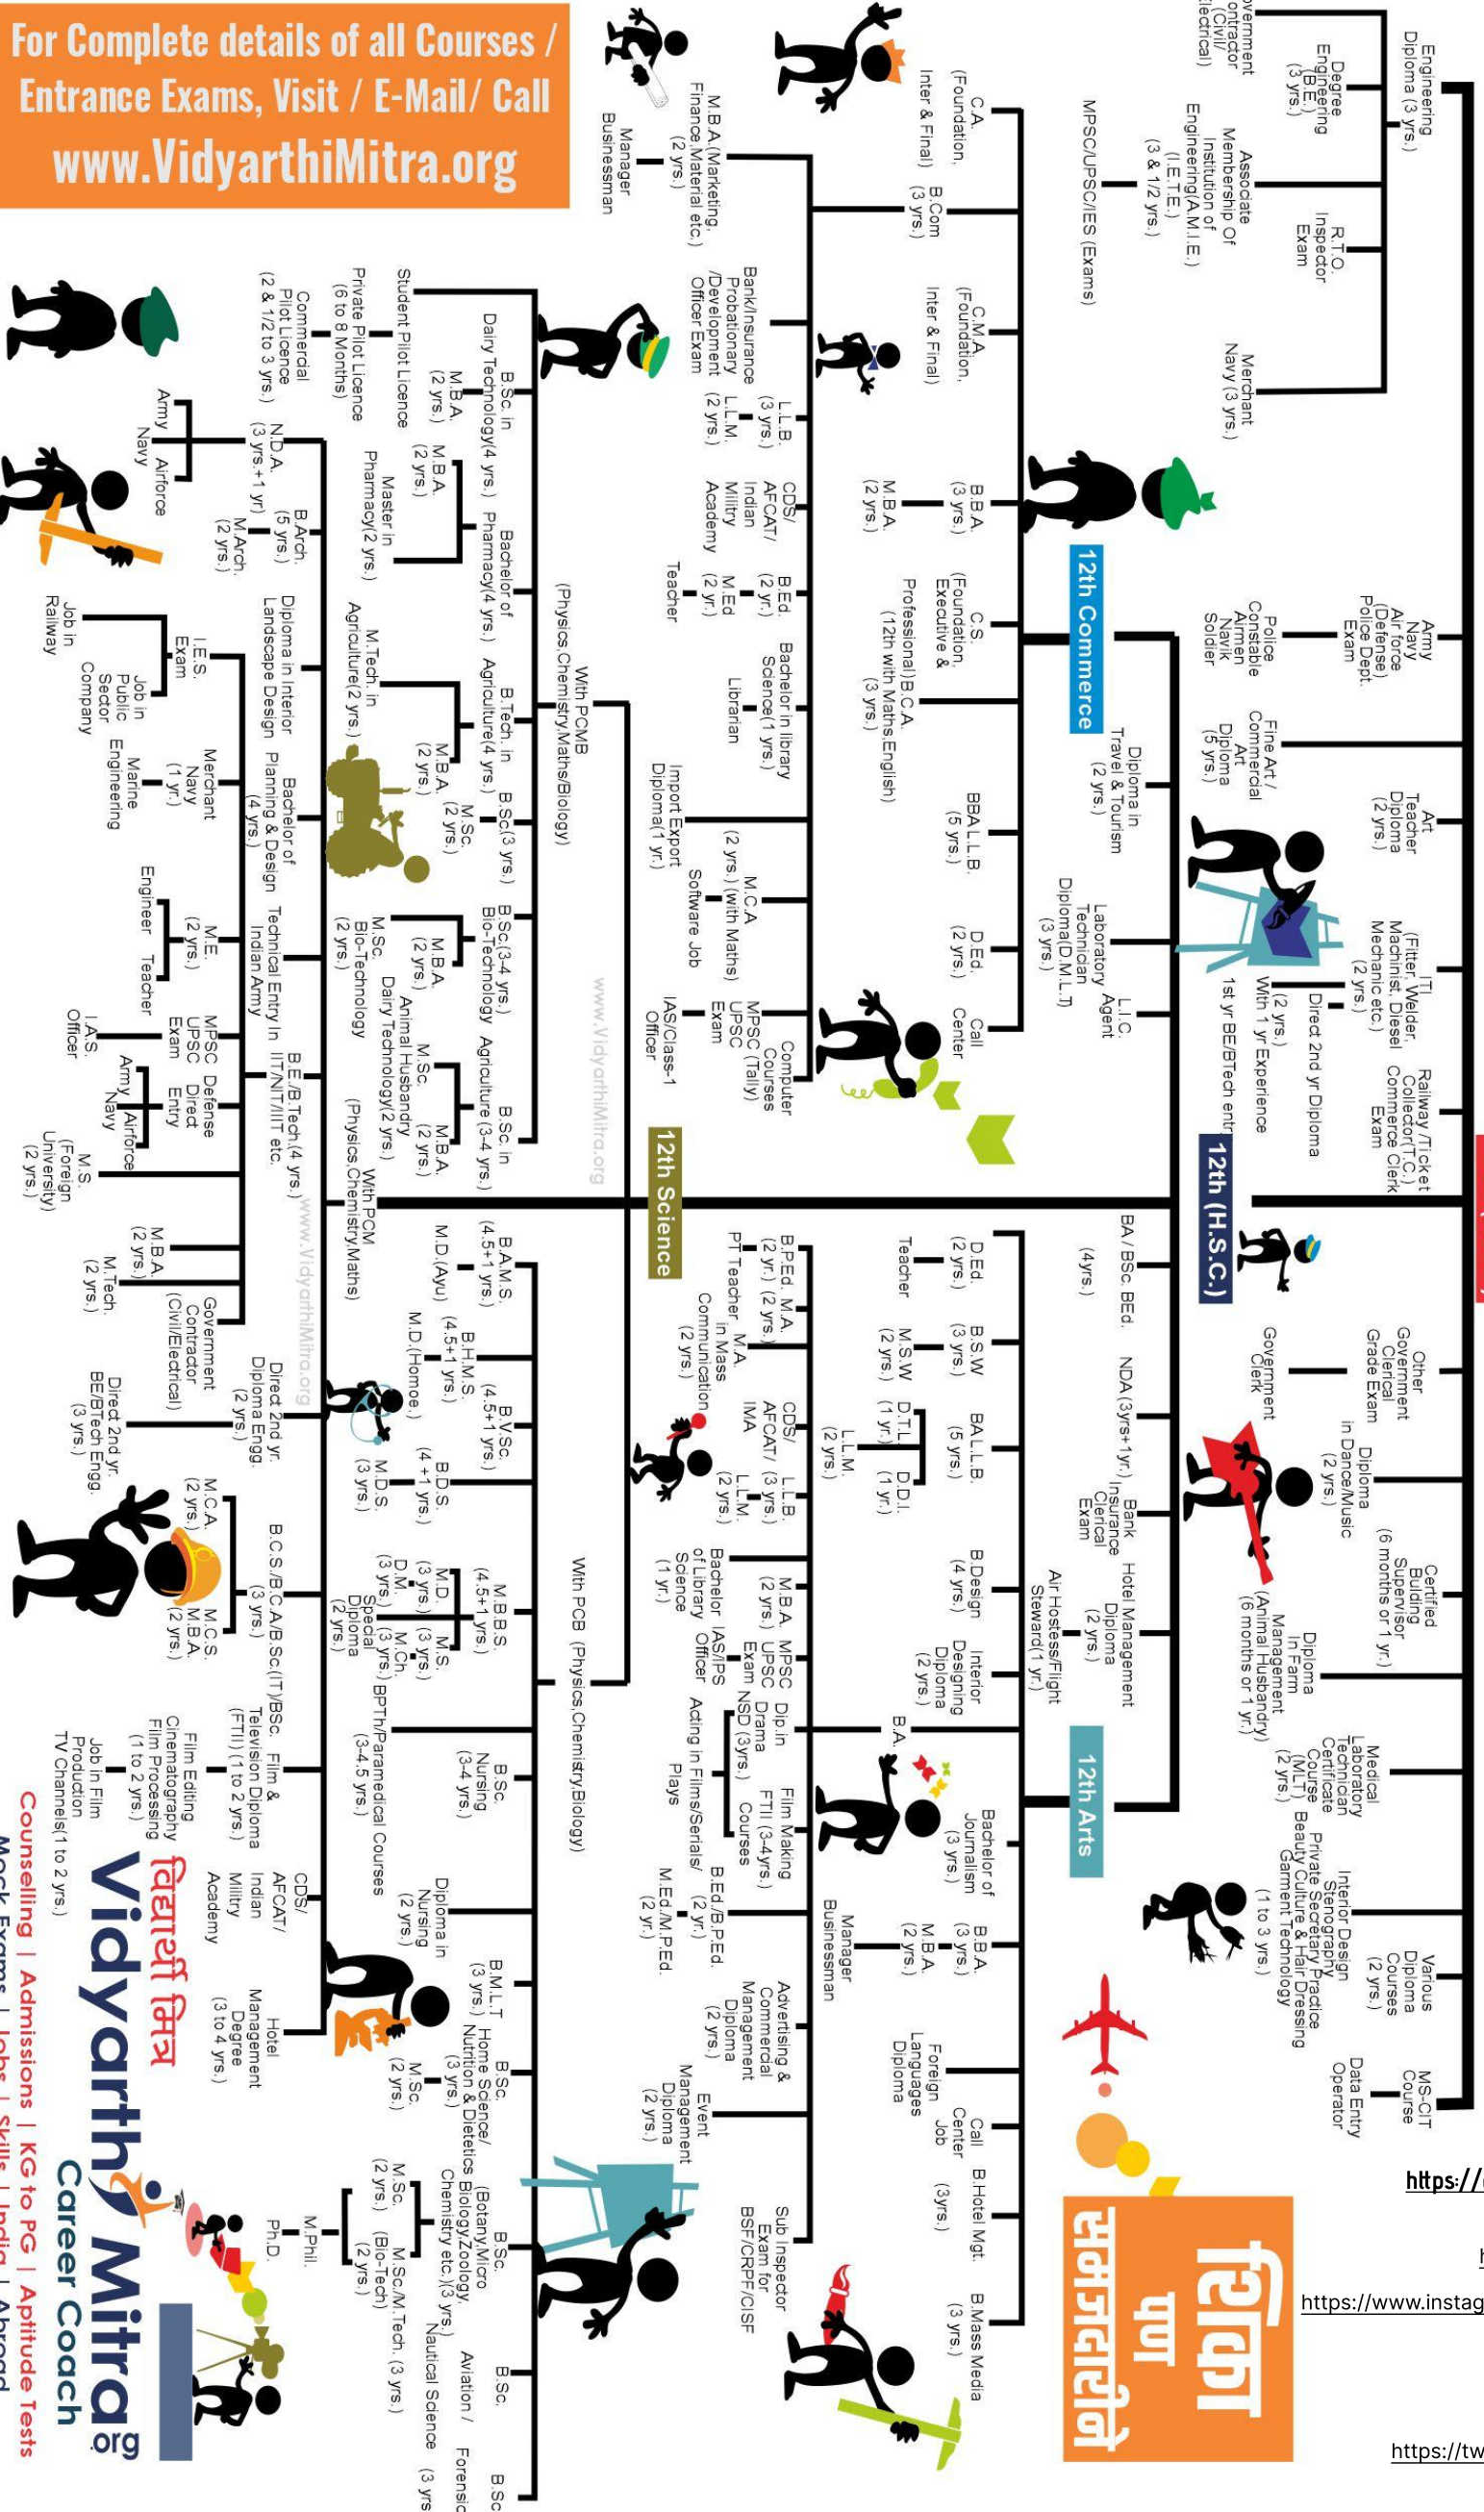 For Complete details of all Courses /
Entrance Exams, Visit / E-Mail/ Call
www.VidyarthiMitra.org
Engineering
Diploma (3 yrs.)
Degree
Engineering
(B.E.)
(3 yrs.)
Associate
Membership Of
Institution of
Engineering(A.M.I.E.)
(I.E.T.E.)
(3 & 1/2 yrs.)
MPSC/UPSC/IES (Exams)
R.T.O.
Inspector
Exam
Merchant
Navy (3 yrs.)
Army
Navy
Air force
(Defense)
Police Dept.
Exam
Police
Constable
Airmen
Navik
Soldier
Fine Art /
Commercial
Art
Diploma
(5 yrs.)
Art
Teacher
Diploma
(2 yrs.)
ITI
(Fitter, Welder,
Machinist, Diesel
Mechanic etc.)
(2 yrs.)
Direct 2nd yr Diploma
(2 yrs.)
With 1 yr Experience
1st yr BE/BTech entry
Railway /Ticket
Collector(T.C.)
Commerce Clerk
Exam
12th (H.S.C.)
Other
Government
Clerical
Grade Exam
Government
Clerk
Diploma
in Dance/Music
(2 yrs.)
Certified
Bulding
Supervisor
(6 months or 1 yr.)
Diploma
In Farm
Management
(Animal Husbandry)
(6 months or 1 yr.)
Medical
Laboratory
Technician
Certificate
Course
(MLT)
(2 yrs.)
Interior Design
Stenography
Private Secretary Practice
Beauty Culture & Hair Dressing
Garment Technology
(1 to 3 yrs.)
Various
Diploma
Courses
(2 yrs.)
MS-CIT
Course
Data Entry
Operator
12th Commerce
Diploma in
Travel & Tourism
(2 yrs.)
Laboratory
Technician
Diploma(D.M.L.T)
(3 yrs.)
L.I.C.
Agent
BA / BSc. BEd.
(4yrs.)
NDA (3yrs+1yr.)
Bank
Insurance
Clerical
Exam
Hotel Management
Diploma
(2 yrs.)
Air Hostess/Flight
Steward(1 yr.)
12th Arts
C.A.
(Foundation,
Inter & Final)
B.Com
(3 yrs.)
C.M.A.
(Foundation,
Inter & Final)
B.B.A.
(3 yrs.)
M.B.A.
(2 yrs.)
C.S.
(Foundation,
Executive &
Professional)
B.C.A.
(12th with Maths,English)
(3 yrs.)
BBA L.L.B.
(5 yrs.)
D.Ed.
(2 yrs.)
Call
Center
M.B.A.(Marketing,
Finance,Material etc.)
(2 yrs.)
Manager
Businessman
Bank/Insurance
Probationary
/Development
Officer Exam
L.L.B.
(3 yrs.)
L.L.M.
(2 yrs.)
CDS/
AFCAT/
Indian
Militry
Academy
B.Ed.
(2 yr.)
M.Ed
(2 yr.)
Teacher
Bachelor in library
Science(1 yrs.)
Librarian
Import Export
Diploma(1 yr.)
M.C.A
(2 yrs.) (with Maths)
Software Job
MPSC
UPSC
Exam
IAS/Class-1
Officer
Computer
Courses
(Tally)
D.Ed.
(2 yrs.)
Teacher
B.S.W
(3 yrs.)
M.S.W
(2 yrs.)
BA L.L.B.
(5 yrs.)
D.T.L.
(1 yr.)
D.D.I.
(1 yr.)
L.L.M.
(2 yrs.)
B.Design
(4 yrs.)
Interior
Designing
Diploma
(2 yrs.)
B.A.
Bachelor of
Journalism
(3 yrs.)
B.B.A.
(3 yrs.)
M.B.A.
(2 yrs.)
Manager
Businessman
Foreign
Languages
Diploma
Call
Center
Job
B.Hotel Mgt.
(3yrs.)
B.Mass Media
(3 yrs.)
B.P.Ed.
(2 yr.)
PT Teacher
M.A.
(2 yrs.)
M.A.
in Mass
Communication
(2 yrs.)
CDS/
AFCAT/
IMA
L.L.B.
(3 yrs.)
L.L.M.
(2 yrs.)
Bachelor
of Library
Science
(1 yr.)
M.B.A.
(2 yrs.)
MPSC
UPSC
Exam
IAS/IPS
Officer
Dip.in
Drama
NSD (3yrs.)
Film Making
FTII (3-4yrs.)
Courses
Acting in Films/Serials/
Plays
B.Ed./B.P.Ed.
(2 yr.)
M.Ed./M.P.Ed.
(2 yr.)
Advertising &
Commercial
Management
Diploma
(2 yrs.)
Event
Management
Diploma
(2 yrs.)
Sub Inspector
Exam for
BSF/CRPF/CISF
12th Science
www.VidyarthiMitra.org
With PCMB
(Physics,Chemistry,Maths/Biology)
Student Pilot Licence
Private Pilot Licence
(6 to 8 Months)
Commercial
Pilot Licence
(2 & 1/2 to 3 yrs.)
B.Sc. in
Dairy Technology(4 yrs.)
M.B.A.
(2 yrs.)
Bachelor of
Pharmacy(4 yrs.)
M.B.A.
(2 yrs.)
Master in
Pharmacy(2 yrs.)
B.Tech. in
Agriculture(4 yrs.)
M.Tech. in
Agriculture(2 yrs.)
M.B.A.
(2 yrs.)
B.Sc.(3 yrs.)
M.Sc.
(2 yrs.)
B.Sc.(3-4 yrs.)
Bio-Technology
M.B.A.
(2 yrs.)
M.Sc.
Bio-Technology
(2 yrs.)
B.Sc. in
Agriculture (3-4 yrs.)
M.Sc.
Animal Husbandry
Dairy Technology(2 yrs.)
M.B.A.
(2 yrs.)
With PCB (Physics,Chemistry,Biology)
B.A.M.S.
(4.5+1 yrs.)
M.D.(Ayu)
B.H.M.S.
(4.5+1 yrs.)
M.D.(Homoe.)
B.V.Sc.
(4.5+1 yrs.)
B.D.S.
(4 +1 yrs.)
M.D.S.
(3 yrs.)
M.B.B.S.
(4.5+1 yrs.)
M.D.
(3 yrs.)
M.S.
(3 yrs.)
D.M.
(3 yrs.)
M.Ch.
(3 yrs.)
Special
Diploma
(2 yrs.)
BPTh/Paramedical Courses
(3-4.5 yrs.)
B.Sc.
Nursing
(3-4 yrs.)
Diploma in
Nursing
(2 yrs.)
B.M.L.T
(3 yrs.)
B.Sc.
Home Science/
Nutrition & Dietetics
(3 yrs.)
M.Sc.
(2 yrs.)
B.Sc.
(Botany,Micro
Biology,Zoology,
Chemistry etc.)(3 yrs.)
M.Sc.
(2 yrs.)
M.Sc./M.Tech.
(Bio-Tech)
(2 yrs.)
M.Phil.
Ph.D.
B.Sc.
Aviation /
Nautical Science
(3 yrs.)
B.Sc
Forensic
(3 yrs
With PCM
(Physics,Chemistry,Maths)
www.VidyarthiMitra.org
N.D.A.
(3 yrs.+ 1 yr)
Army
Navy
Airforce
B.Arch.
(5 yrs.)
M.Arch.
(2 yrs.)
Diploma in Interior
Landscape Design
Bachelor of
Planning & Design
(4 yrs.)
Technical Entry In
Indian Army
B.E./B.Tech.(4 yrs.)
IIT/NIT/IIIT etc.
Direct 2nd yr.
Diploma Engg.
(2 yrs.)
Direct 2nd yr.
BE/BTech Engg.
(3 yrs.)
B.C.S./B.C.A/B.Sc.(IT)/BSc.
(3 yrs.)
M.C.A.
(2 yrs.)
M.C.S.
M.B.A.
(2 yrs.)
Film &
Television Diploma
(FTII) (1 to 2 yrs.)
Film Editing
Cinematography
Film Processing
(1 to 2 yrs.)
Job in Film
Production
TV Channels(1 to 2 yrs.)
CDS/
AFCAT/
Indian
Militry
Academy
Hotel
Management
Degree
(3 to 4 yrs.)
I.E.S.
Exam
Job in
Railway
Job in
Public
Sector
Company
Merchant
Navy
(1 yr.)
Marine
Engineering
M.E.
(2 yrs.)
Engineer
Teacher
MPSC
UPSC
Exam
I.A.S.
Officer
Defense
Direct
Entry
Army
Navy
Airforce
M.S.
(Foreign
University)
(2 yrs.)
M.B.A.
(2 yrs.)
M.Tech.
(2 yrs.)
Government
Contractor
(Civil/Electrical)
विद्यार्थी मित्र
Vidyarthi Mitra.org
Career Coach
Counselling | Admissions | KG to PG | Aptitude Tests
Mock Exams | Jobs | Skills | India | Abroad
शिका
पण
समजदारीने
https://
https://www.instag
https://tw